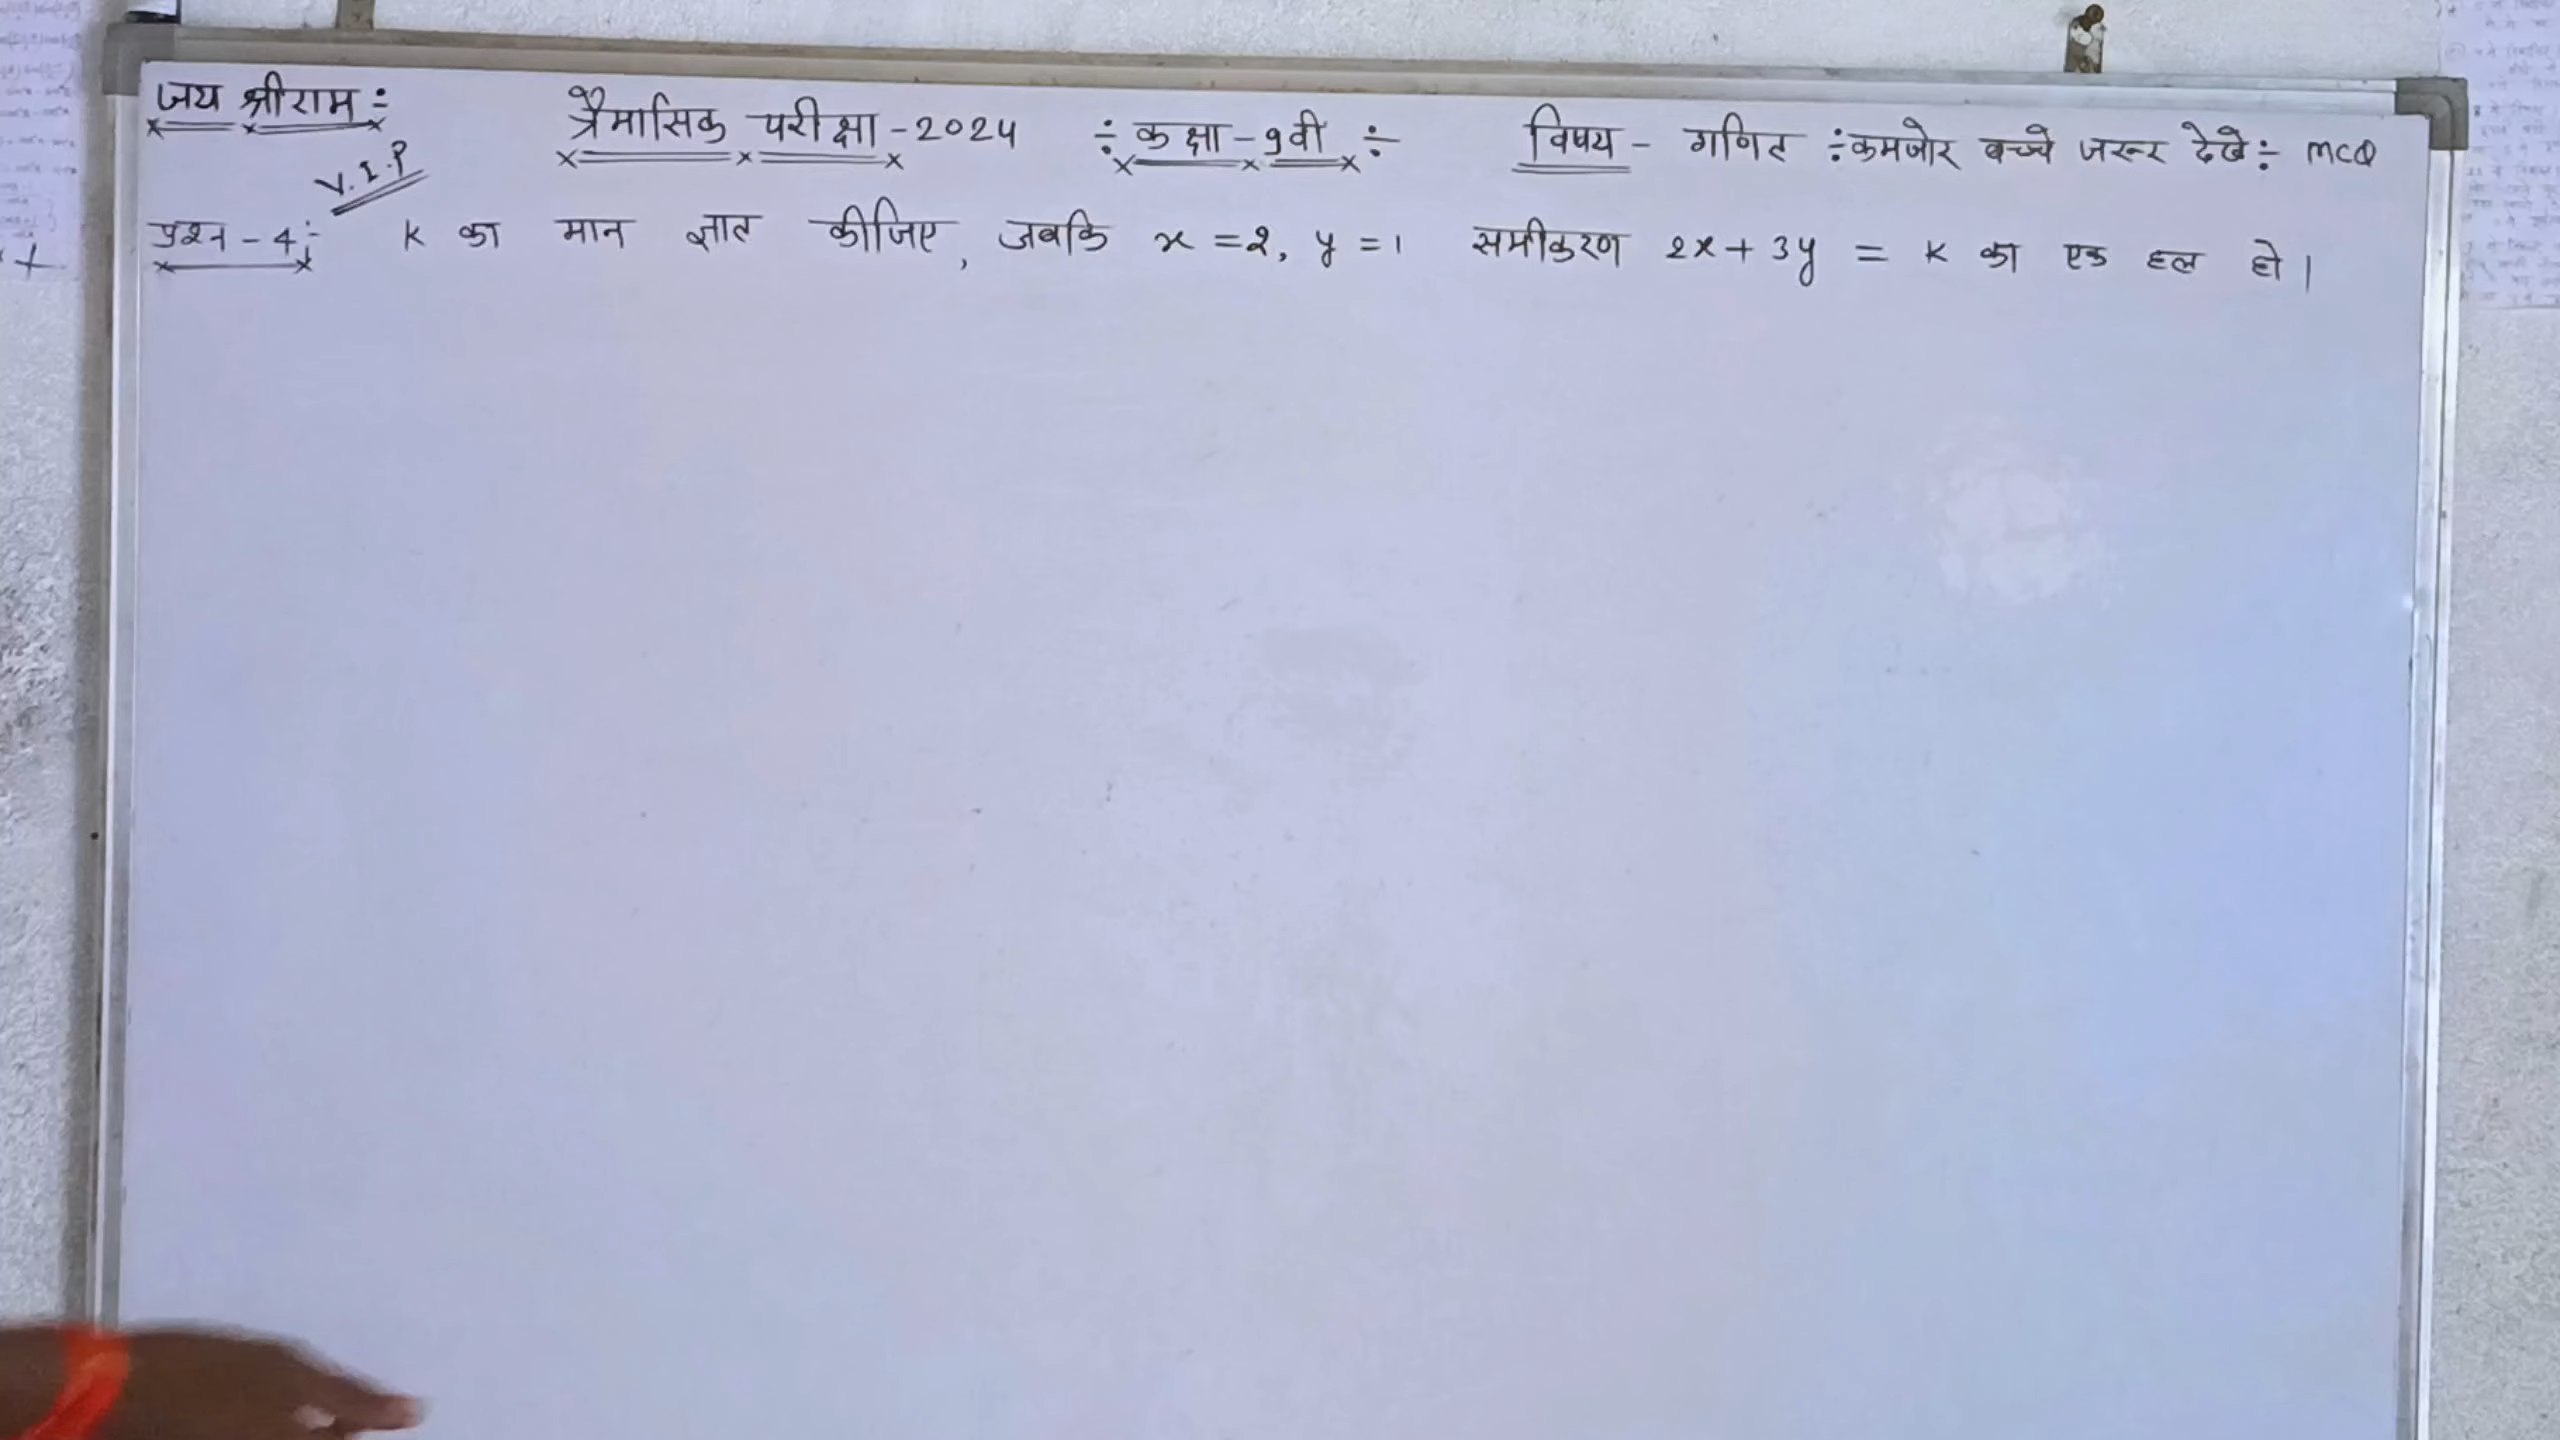 जय श्रीराम÷ त्रैमासिक परीक्षा-2024 ÷कक्षा-9वी÷ विषय - गणित ÷कमजोर बच्चे जरूर देखे÷ MCQ
V.I.P
प्रश्न-4÷ K का मान ज्ञात कीजिए, जबकि x=2, y=1 समीकरण 2x+3y = K का एक हल हो।